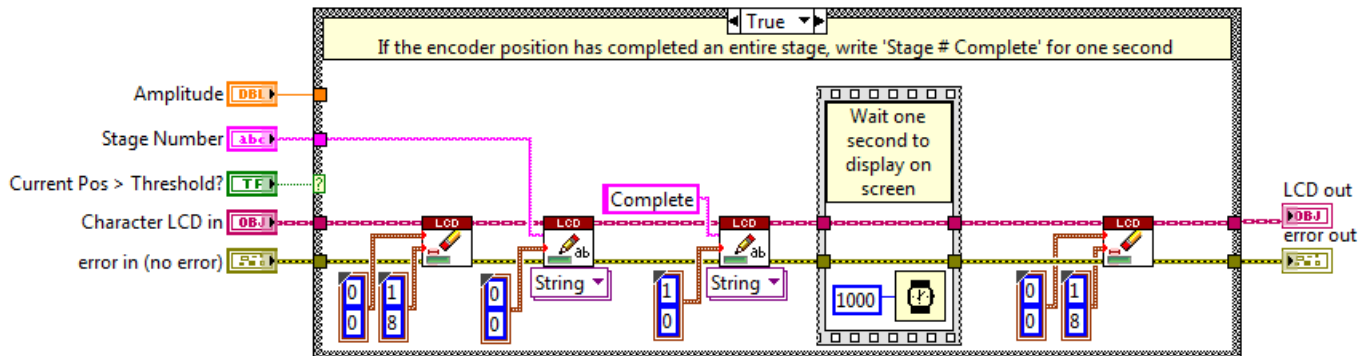 True
If the encoder position has completed an entire stage, write 'Stage # Complete' for one second
Amplitude
DBL
Stage Number
abc
Current Pos > Threshold?
TF
?
Character LCD in
OBJ
error in (no error)
LCD
0
0
1
8
LCD
ab
String
0
0
Complete
LCD
ab
String
1
0
Wait one
second to
display on
screen
1000
LCD
0
0
1
8
LCD out
OBJ
error out